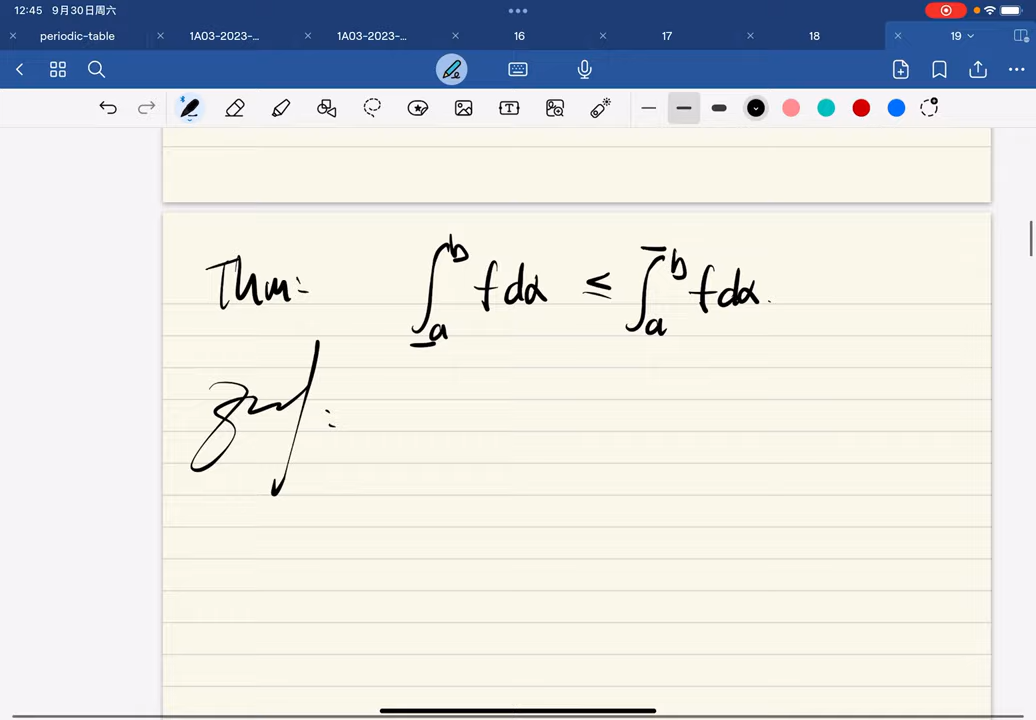 12:45 9月30日周六
periodic-table 1A03-2023-... 1A03-2023-... 16 17 18 19
Thm: ∫_a^b f dα ≤ ∫̅_a^b f dα.